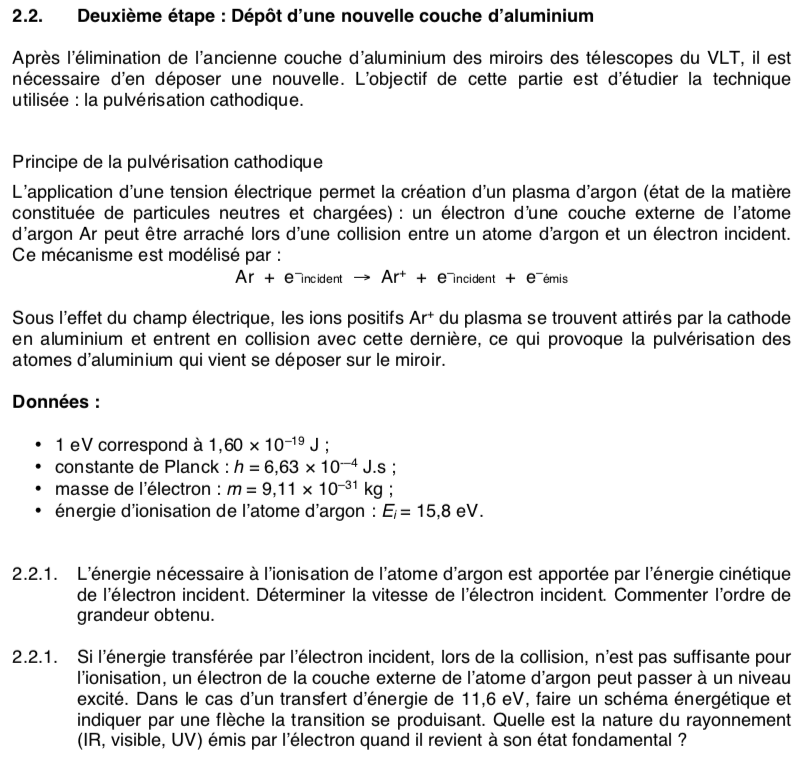 2.2. Deuxième étape : Dépôt d'une nouvelle couche d'aluminium
Après l'élimination de l'ancienne couche d'aluminium des miroirs des télescopes du VLT, il est
nécessaire d'en déposer une nouvelle. L'objectif de cette partie est d'étudier la technique
utilisée : la pulvérisation cathodique.
Principe de la pulvérisation cathodique
L'application d'une tension électrique permet la création d'un plasma d'argon (état de la matière
constituée de particules neutres et chargées) : un électron d'une couche externe de l'atome
d'argon Ar peut être arraché lors d'une collision entre un atome d'argon et un électron incident.
Ce mécanisme est modélisé par :
Ar + e⁻incident → Ar⁺ + e⁻incident + e⁻émis
Sous l'effet du champ électrique, les ions positifs Ar⁺ du plasma se trouvent attirés par la cathode
en aluminium et entrent en collision avec cette dernière, ce qui provoque la pulvérisation des
atomes d'aluminium qui vient se déposer sur le miroir.
Données :
• 1 eV correspond à 1,60 × 10⁻¹⁹ J ;
• constante de Planck : h = 6,63 × 10⁻⁴ J.s ;
• masse de l'électron : m = 9,11 × 10⁻³¹ kg ;
• énergie d'ionisation de l'atome d'argon : Eᵢ = 15,8 eV.
2.2.1. L'énergie nécessaire à l'ionisation de l'atome d'argon est apportée par l'énergie cinétique
de l'électron incident. Déterminer la vitesse de l'électron incident. Commenter l'ordre de
grandeur obtenu.
2.2.1. Si l'énergie transférée par l'électron incident, lors de la collision, n'est pas suffisante pour
l'ionisation, un électron de la couche externe de l'atome d'argon peut passer à un niveau
excité. Dans le cas d'un transfert d'énergie de 11,6 eV, faire un schéma énergétique et
indiquer par une flèche la transition se produisant. Quelle est la nature du rayonnement
(IR, visible, UV) émis par l'électron quand il revient à son état fondamental ?